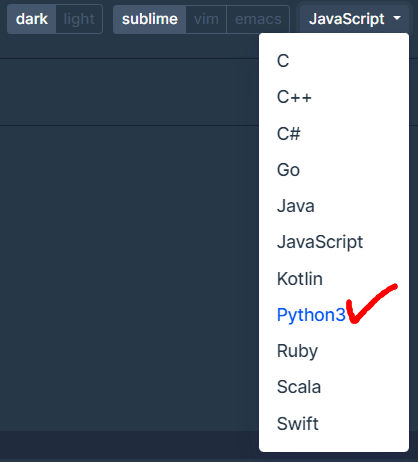 dark light sublime vim emacs JavaScript
C
C++
C#
Go
Java
JavaScript
Kotlin
Python3
Ruby
Scala
Swift